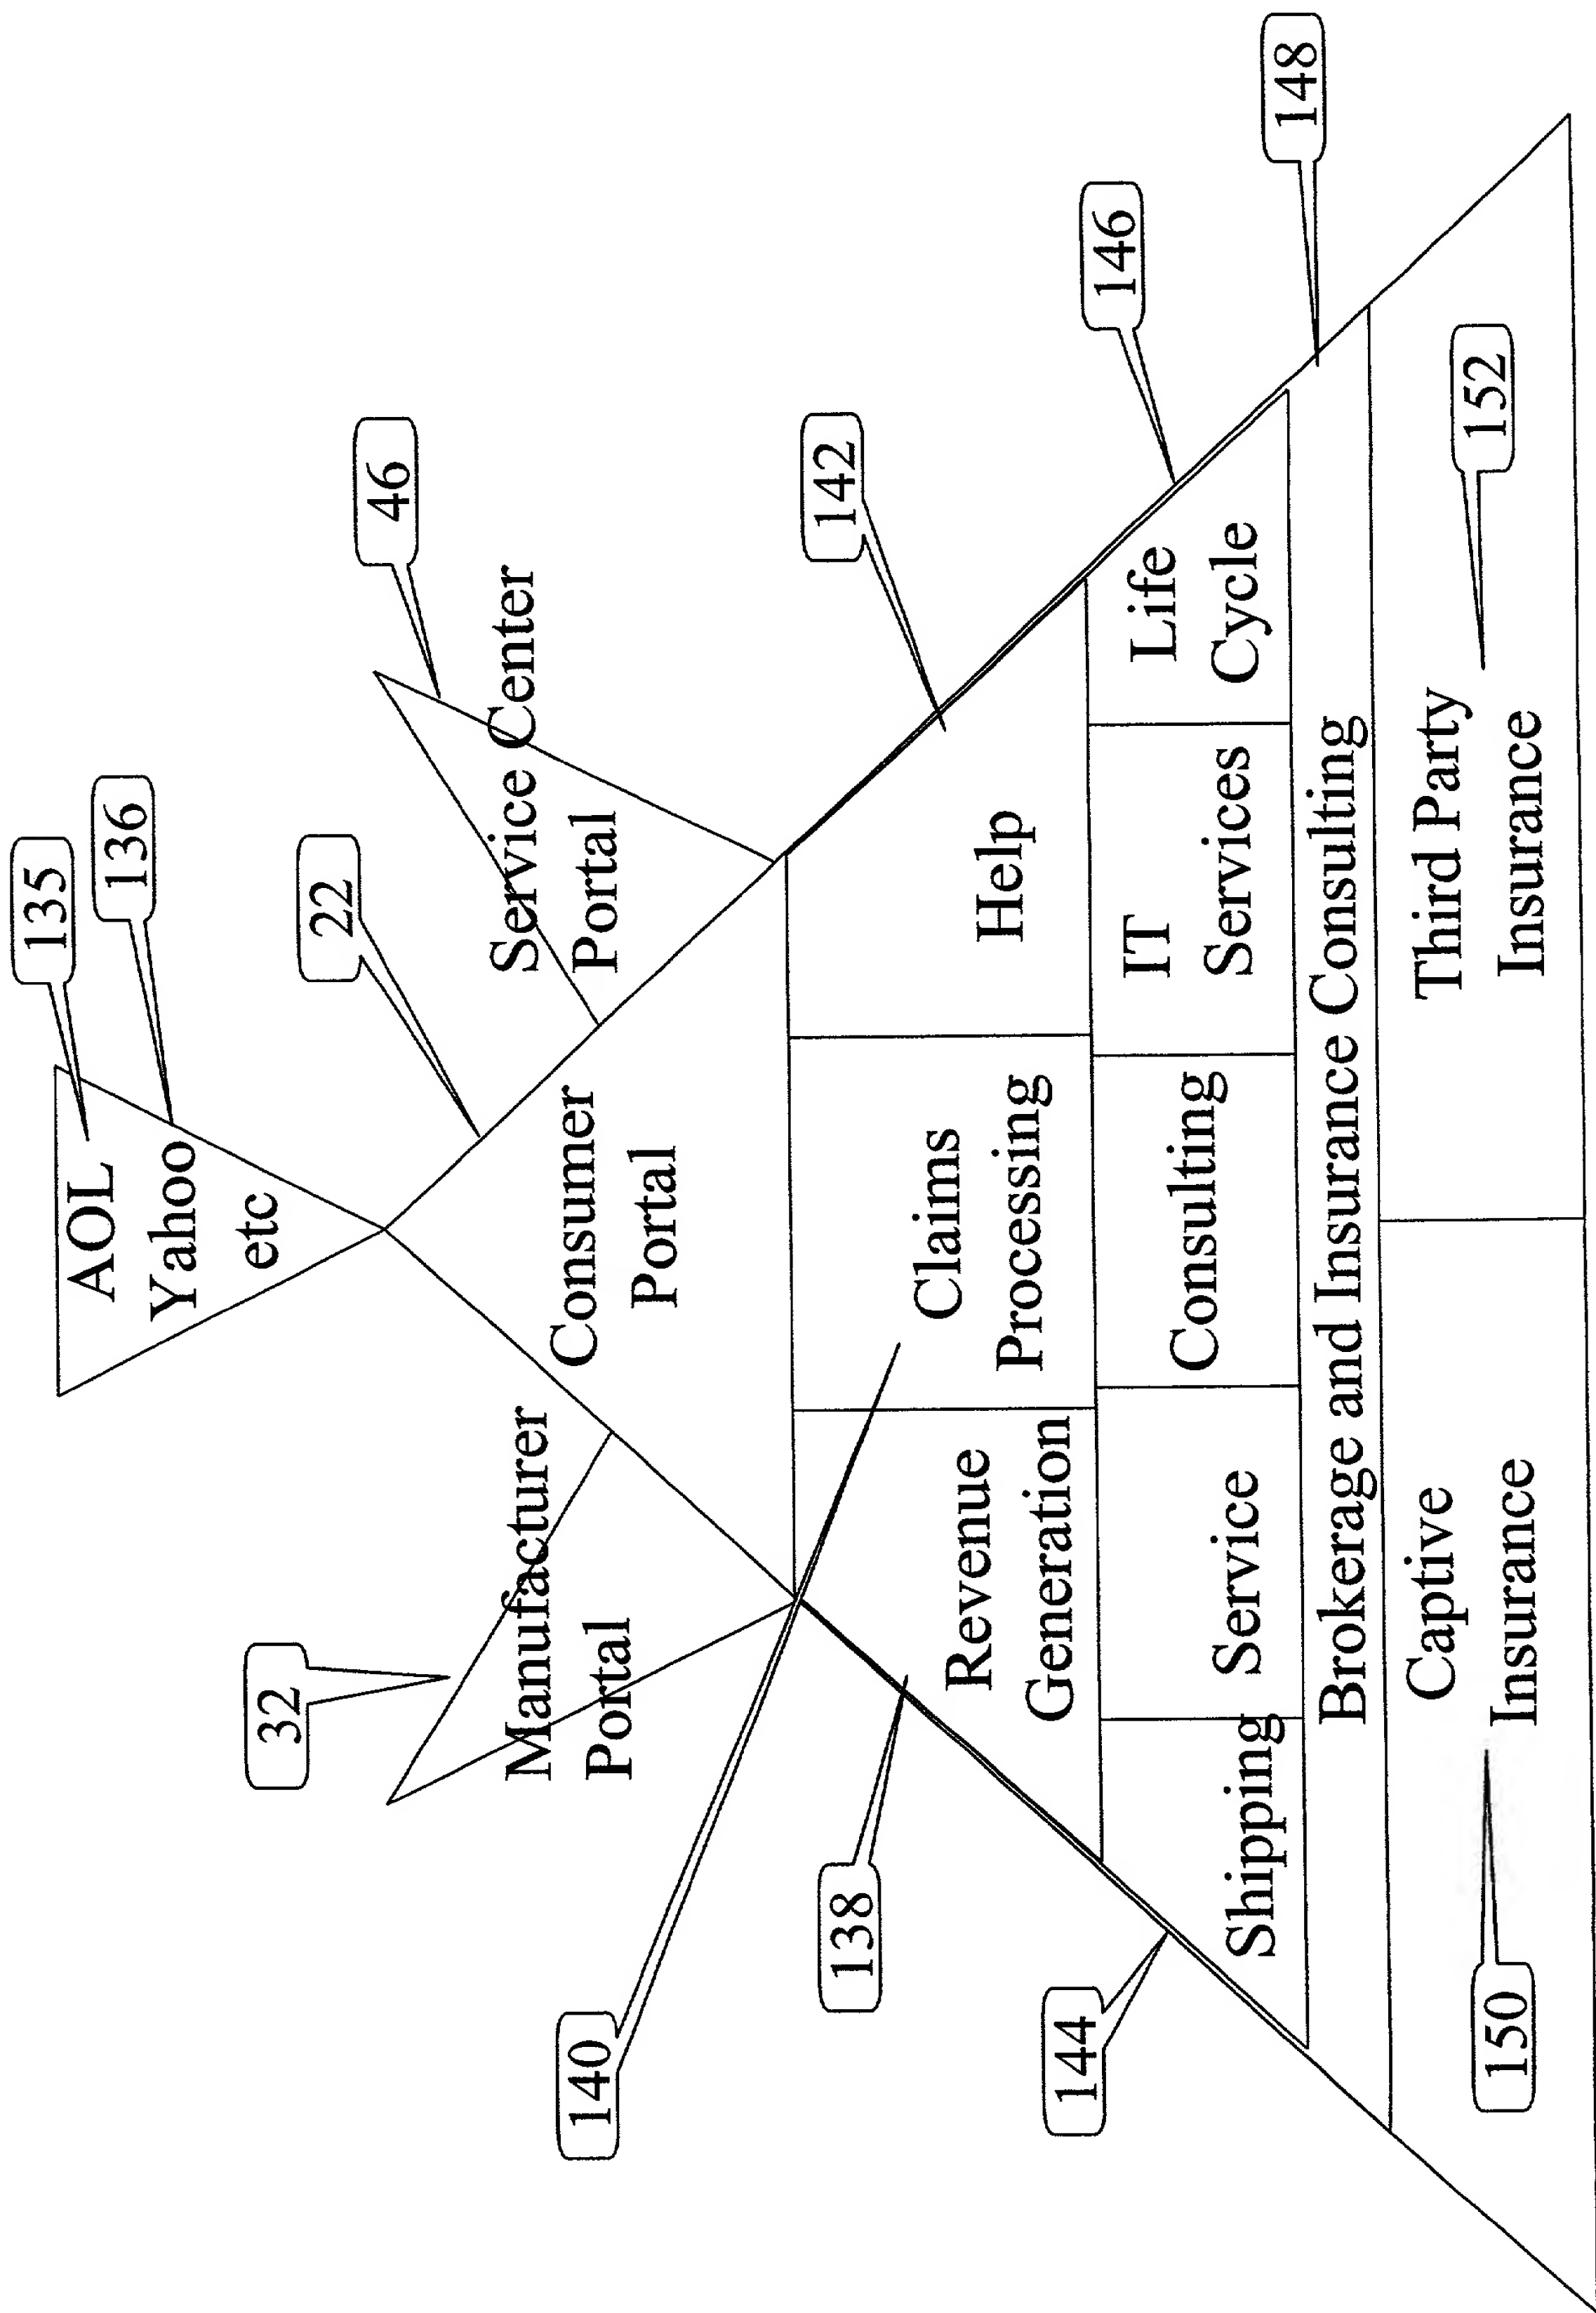 135
136
AOL
Yahoo
etc
22
46
32
Manufacturer
Portal
Consumer
Portal
Service Center
Portal
140
138
142
Revenue
Generation
Claims
Processing
Help
144
146
Shipping
Service
Consulting
IT
Services
Life
Cycle
148
Brokerage and Insurance Consulting
150
Captive
Insurance
Third Party
Insurance
152